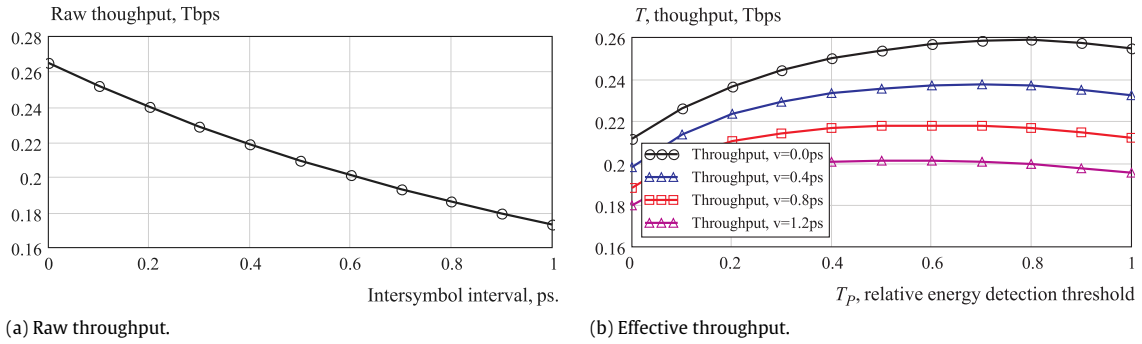 Raw thoughput, Tbps
0.28
0.26
0.24
0.22
0.2
0.18
0.16
0 0.2 0.4 0.6 0.8 1
Intersymbol interval, ps.
(a) Raw throughput.
T, thoughput, Tbps
0.26
0.24
0.22
0.2
0.18
0.16
Throughput, v=0.0ps
Throughput, v=0.4ps
Throughput, v=0.8ps
Throughput, v=1.2ps
0 0.2 0.4 0.6 0.8 1
TP, relative energy detection threshold
(b) Effective throughput.